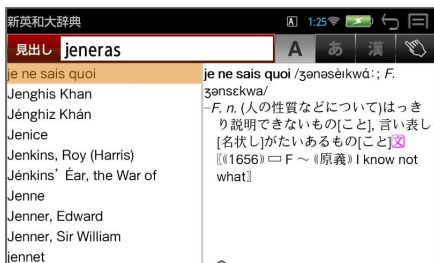 新英和大辞典
A 1:25
見出し jeneras A あ 漢
je ne sais quoi
Jenghis Khan
Jénghiz Khán
Jenice
Jenkins, Roy (Harris)
Jénkins' Éar, the War of
Jenne
Jenner, Edward
Jenner, Sir William
jennet
je ne sais quoi /ʒənəsèɪkwɑ́ː; F.
ʒənsɛkwa/
–F. n. (人の性質などについて)はっき
り説明できないもの[こと], 言い表し
[名状し]がたいあるもの[こと]文
〖《1656》▭ F ~ 《原義》 I know not
what〗